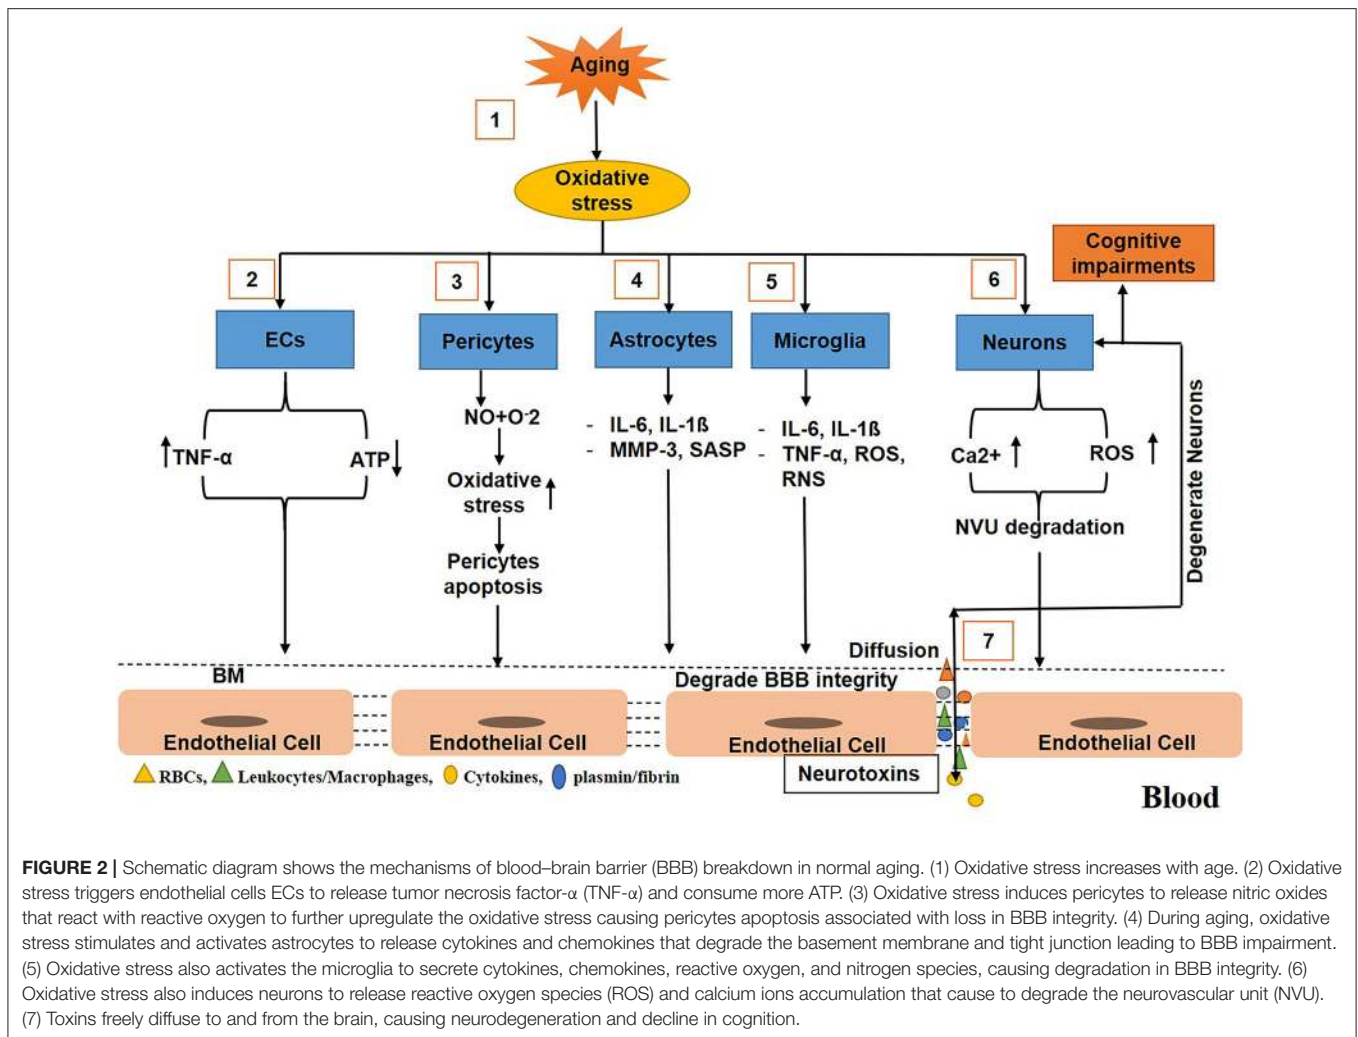 Aging
1
Oxidative
stress
Cognitive
impairments
2
3
4
5
6
ECs
Pericytes
Astrocytes
Microglia
Neurons
TNF-α
ATP
NO+O-2
Oxidative
stress
Pericytes
apoptosis
- IL-6, IL-1ß
- MMP-3, SASP
- IL-6, IL-1ß
- TNF-α, ROS,
RNS
Ca2+
ROS
NVU degradation
Degenerate Neurons
7
Diffusion
BM
Degrade BBB integrity
Endothelial Cell
Endothelial Cell
Endothelial Cell
Endothelial Cell
RBCs, Leukocytes/Macrophages, Cytokines, plasmin/fibrin
Neurotoxins
Blood
FIGURE 2 | Schematic diagram shows the mechanisms of blood–brain barrier (BBB) breakdown in normal aging. (1) Oxidative stress increases with age. (2) Oxidative
stress triggers endothelial cells ECs to release tumor necrosis factor-α (TNF-α) and consume more ATP. (3) Oxidative stress induces pericytes to release nitric oxides
that react with reactive oxygen to further upregulate the oxidative stress causing pericytes apoptosis associated with loss in BBB integrity. (4) During aging, oxidative
stress stimulates and activates astrocytes to release cytokines and chemokines that degrade the basement membrane and tight junction leading to BBB impairment.
(5) Oxidative stress also activates the microglia to secrete cytokines, chemokines, reactive oxygen, and nitrogen species, causing degradation in BBB integrity. (6)
Oxidative stress also induces neurons to release reactive oxygen species (ROS) and calcium ions accumulation that cause to degrade the neurovascular unit (NVU).
(7) Toxins freely diffuse to and from the brain, causing neurodegeneration and decline in cognition.